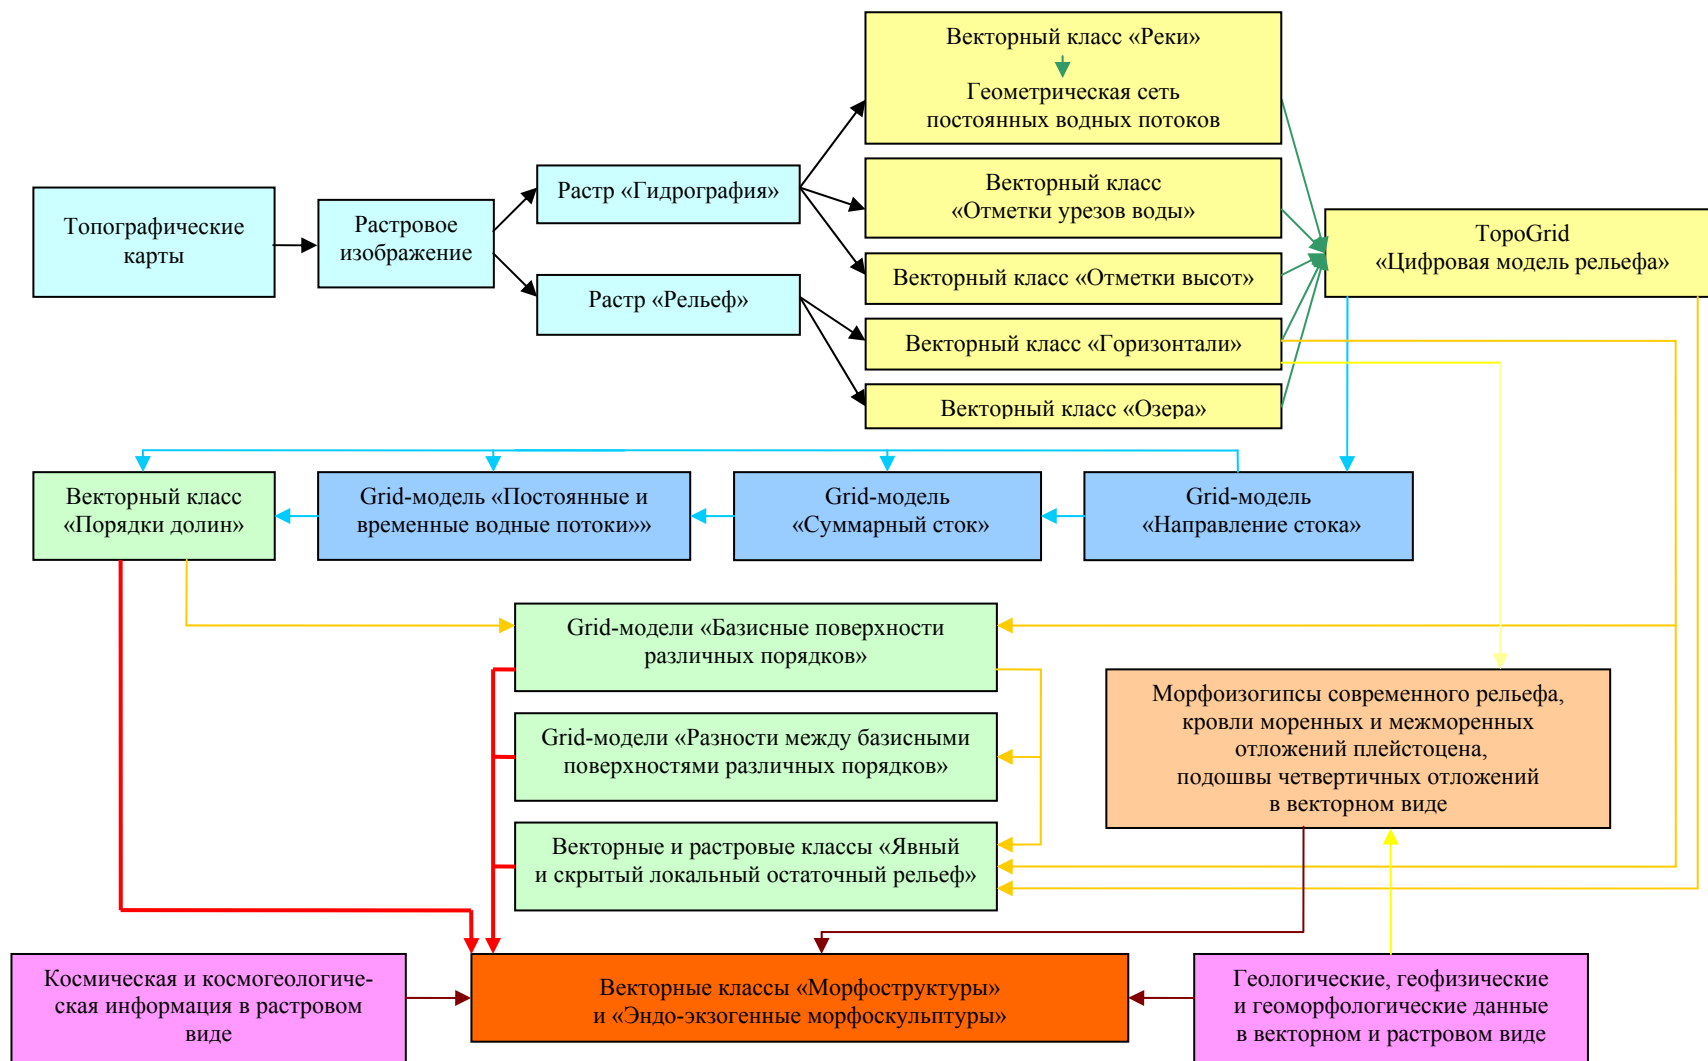 Векторный класс «Реки»
Геометрическая сеть
постоянных водных потоков
Топографические
карты
Растровое
изображение
Растр «Гидрография»
Растр «Рельеф»
Векторный класс
«Отметки урезов воды»
Векторный класс «Отметки высот»
Векторный класс «Горизонтали»
Векторный класс «Озера»
TopoGrid
«Цифровая модель рельефа»
Векторный класс
«Порядки долин»
Grid-модель «Постоянные и
временные водные потоки»»
Grid-модель
«Суммарный сток»
Grid-модель
«Направление стока»
Grid-модели «Базисные поверхности
различных порядков»
Grid-модели «Разности между базисными
поверхностями различных порядков»
Векторные и растровые классы «Явный
и скрытый локальный остаточный рельеф»
Морфоизогипсы современного рельефа,
кровли моренных и межморенных
отложений плейстоцена,
подошвы четвертичных отложений
в векторном виде
Космическая и космогеологиче-
ская информация в растровом
виде
Векторные классы «Морфоструктуры»
и «Эндо-экзогенные морфоскульптуры»
Геологические, геофизические
и геоморфологические данные
в векторном и растровом виде